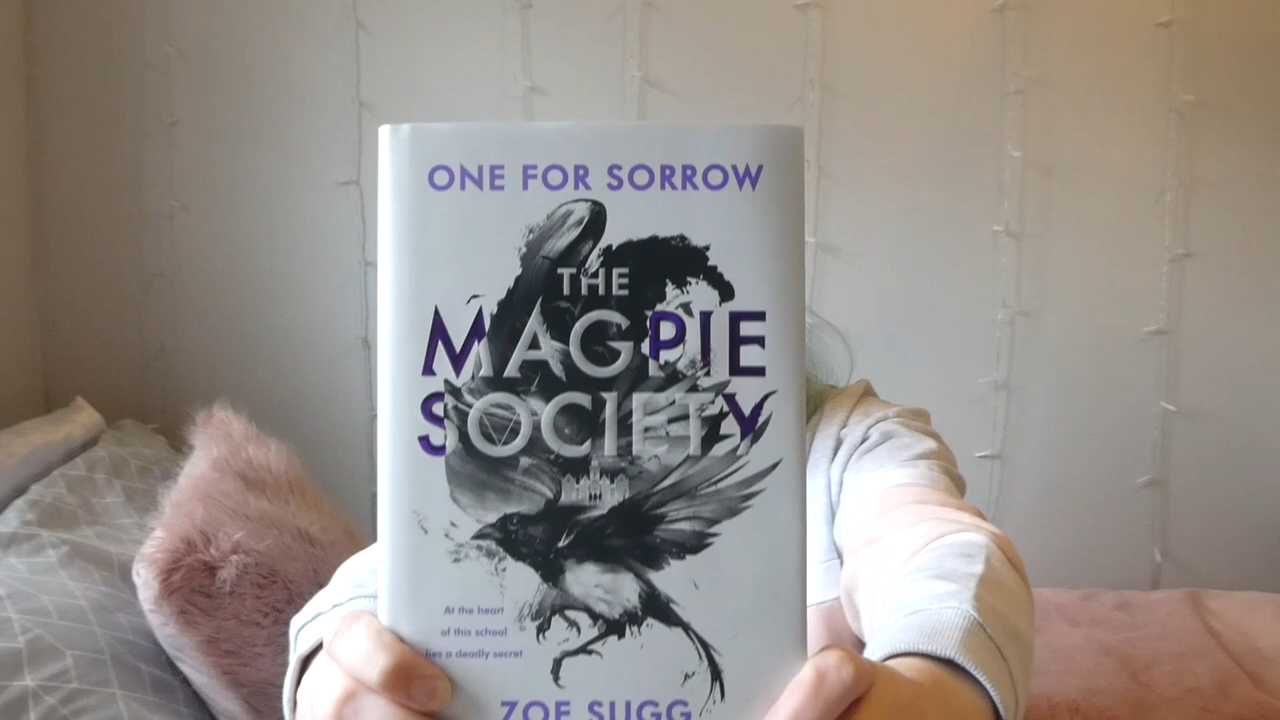 ONE FOR SORROW
THE
MAGPIE
SOCIETY
At the heart
of this school
lies a deadly secret
ZOE SUGG